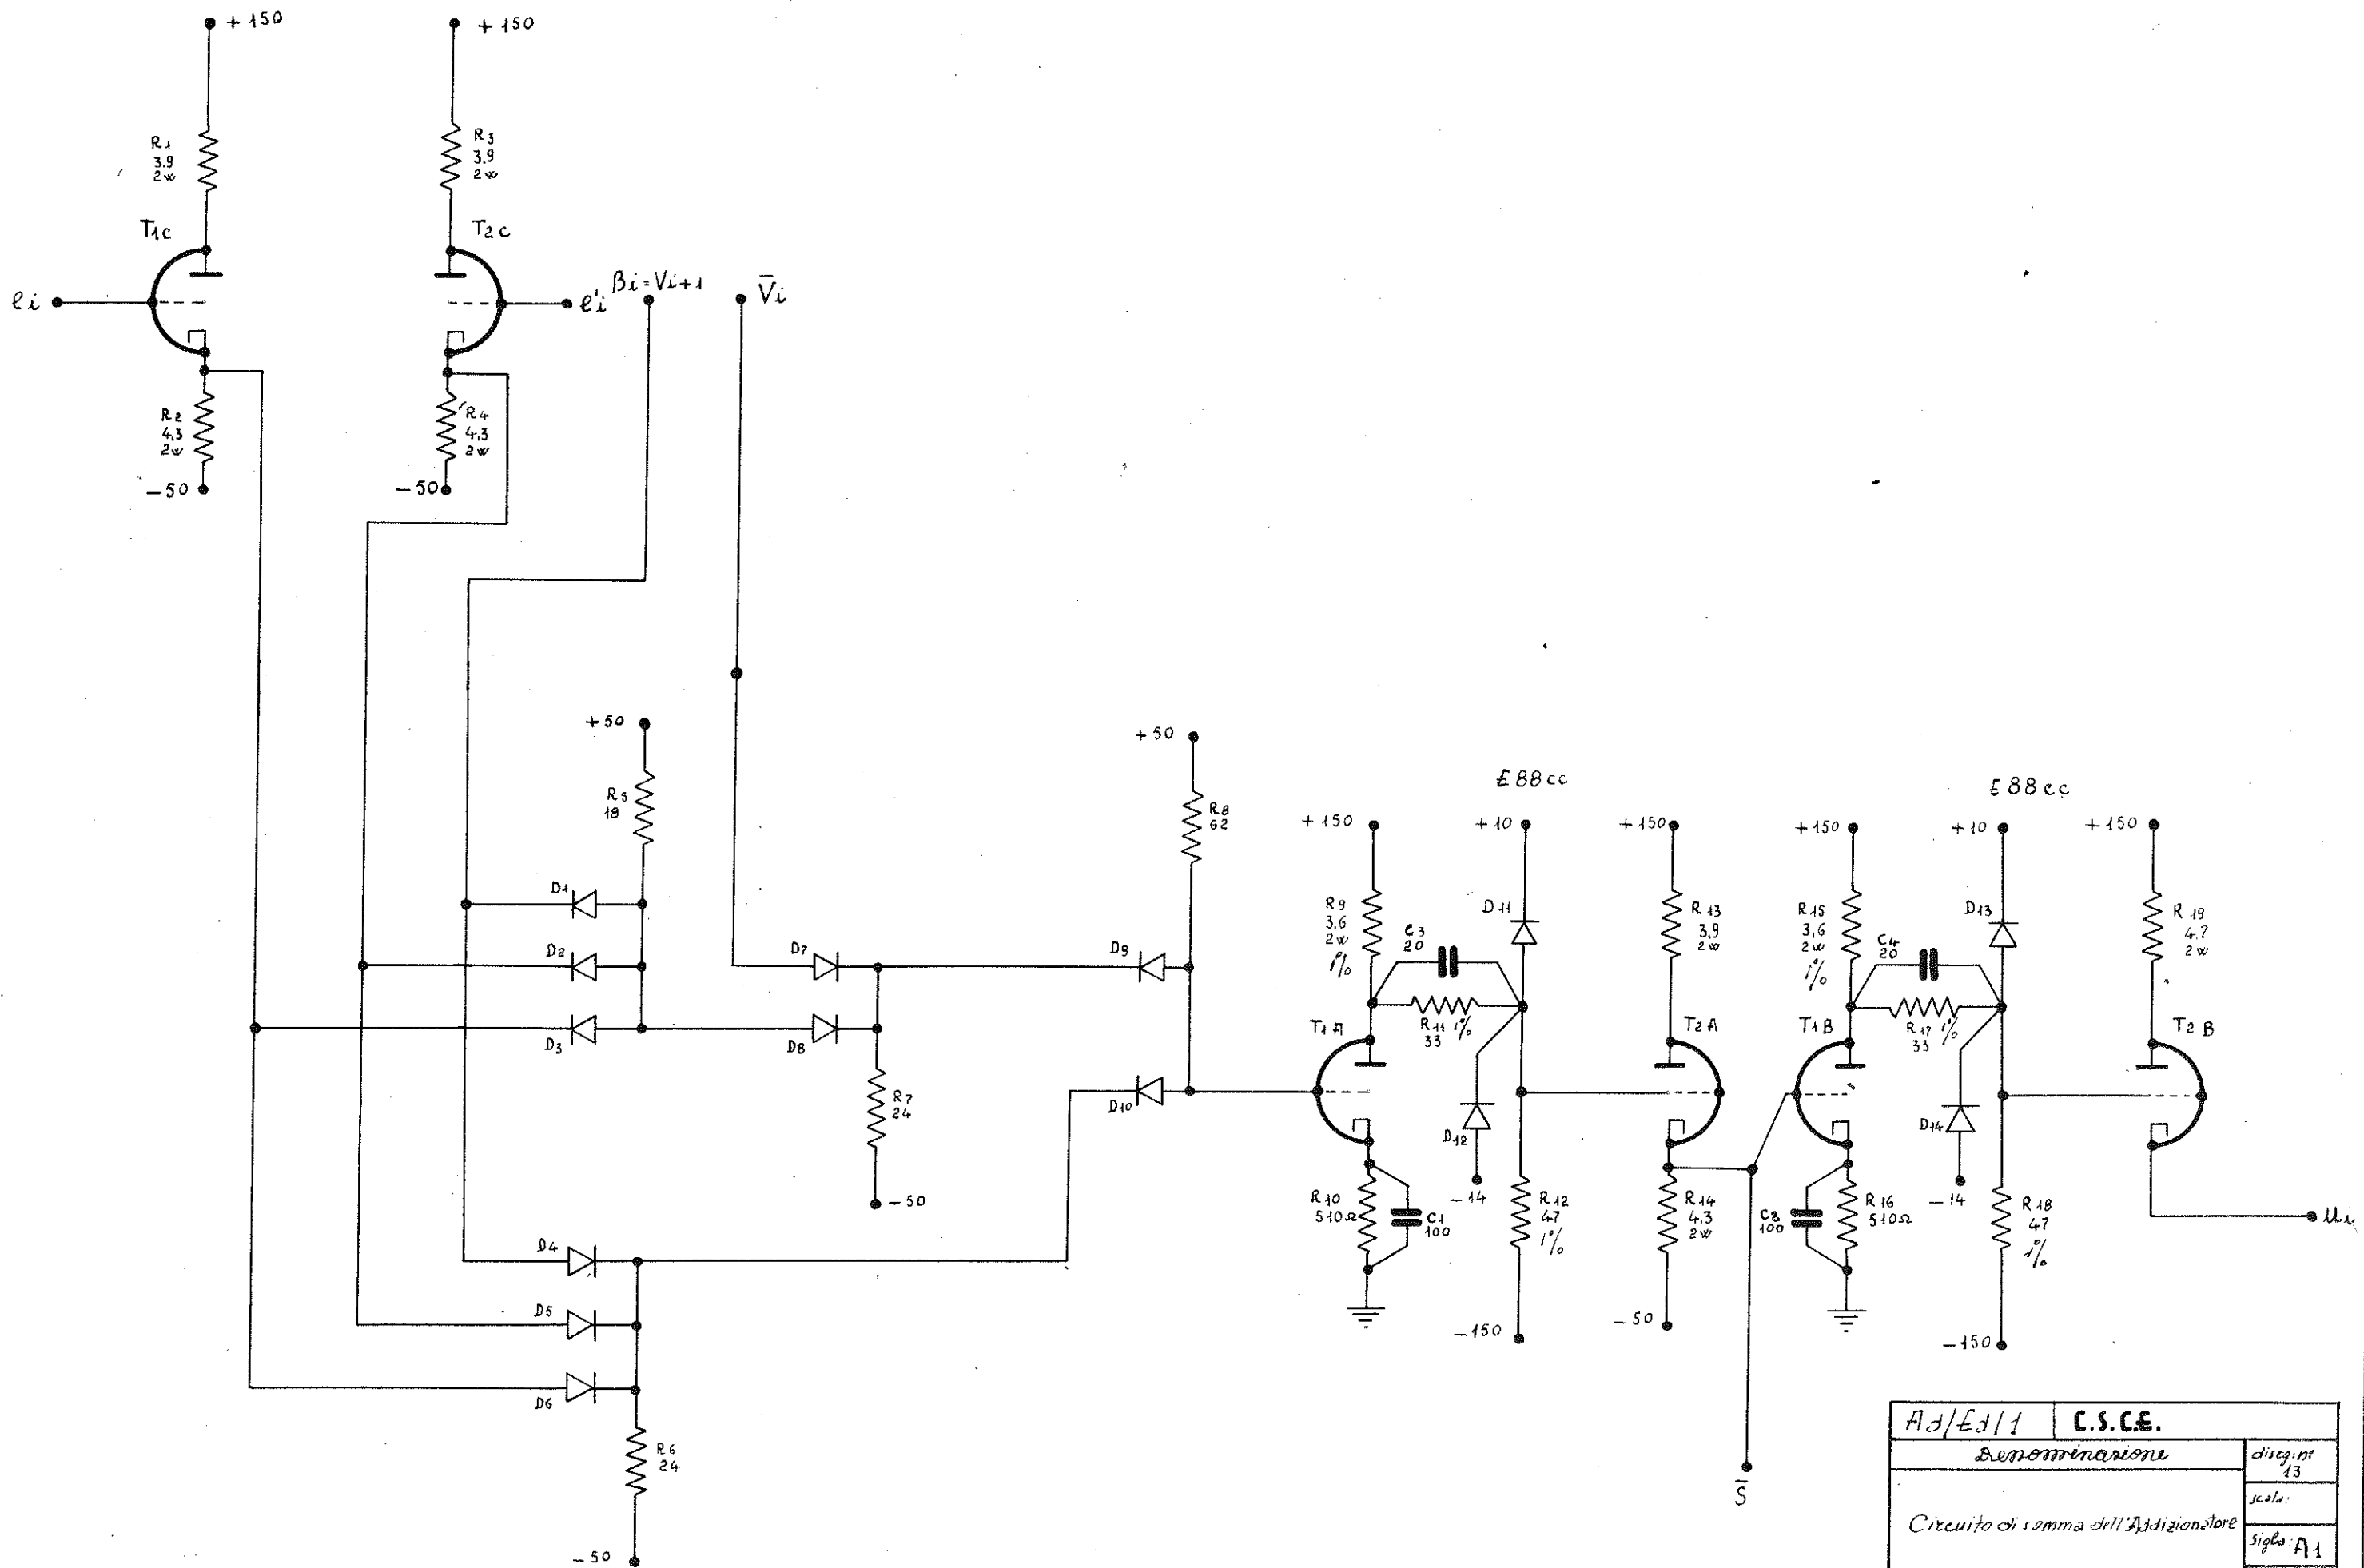 + 150
+ 150
R1
3.9
2w
R3
3.9
2w
T1c
T2c
ei
e'i
βi = Vi+1
V̄i
R2
4,3
2w
R4
4,3
2w
-50
-50
+50
R5
18
+50
R8
62
E88cc
E88cc
+150
+10
+150
+150
+10
+150
D1
D2
D3
D7
D8
D9
D10
R7
24
-50
R9
3,6
2w
1%
C3
20
D11
R13
3,9
2w
R15
3,6
2w
1%
C4
20
D13
R19
4.7
2w
R11 1%
33
R17 1%
33
T1A
T2A
T1B
T2B
D12
D14
-14
-14
R10
510Ω
C1
100
R12
47
1%
R14
4.3
2w
C2
100
R16
510Ω
R18
47
1%
ui
D4
D5
D6
R6
24
-50
-150
-50
-150
S̄
Ad/Ed/1
C.S.C.E.
Denominazione
diseg: n:
13
scala:
Circuito di somma dell'Addizionatore
sigla: A1